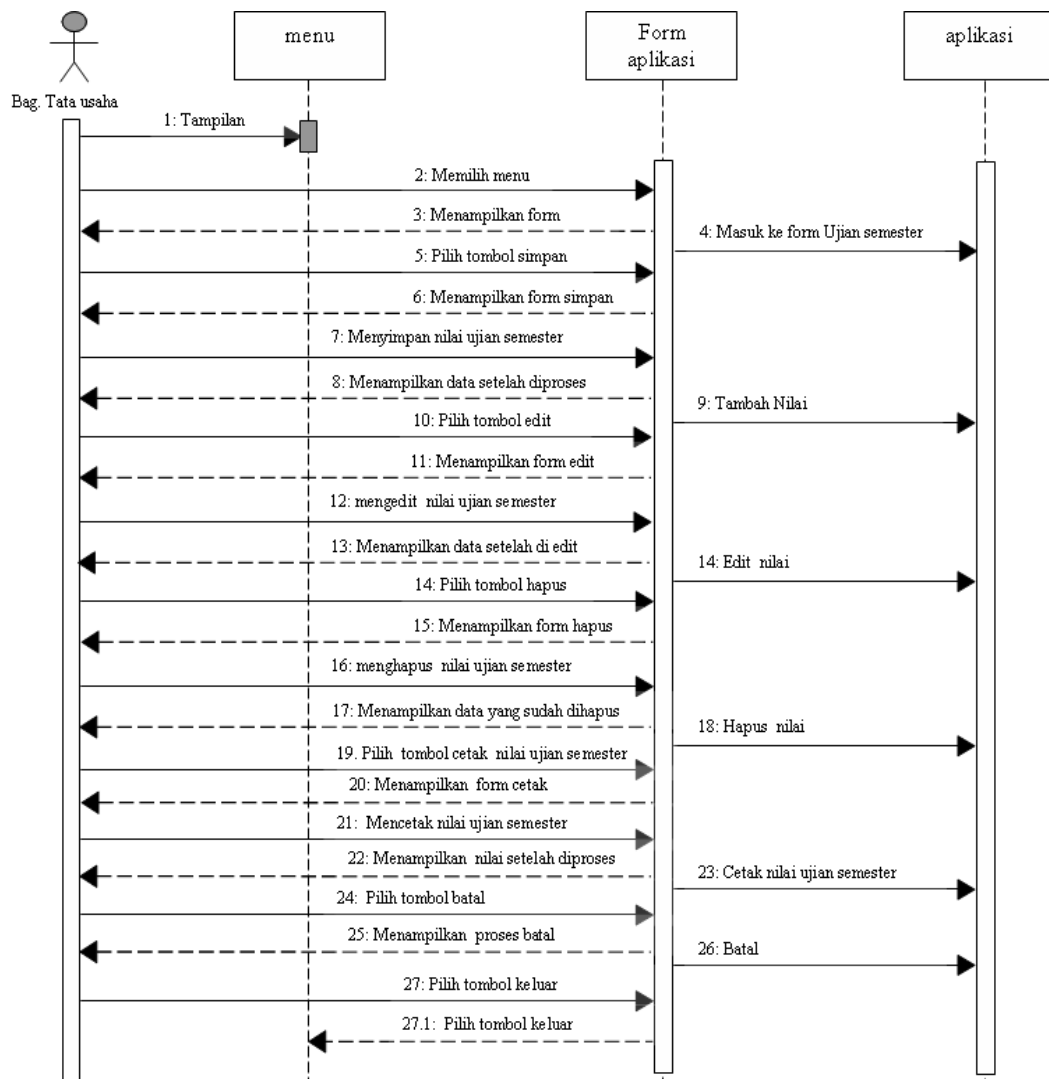 menu
Form
aplikasi
aplikasi
Bag. Tata usaha
1: Tampilan
2: Memilih menu
3: Menampilkan form
4: Masuk ke form Ujian semester
5: Pilih tombol simpan
6: Menampilkan form simpan
7: Menyimpan nilai ujian semester
8: Menampilkan data setelah diproses
9: Tambah Nilai
10: Pilih tombol edit
11: Menampilkan form edit
12: mengedit nilai ujian semester
13: Menampilkan data setelah di edit
14: Edit nilai
14: Pilih tombol hapus
15: Menampilkan form hapus
16: menghapus nilai ujian semester
17: Menampilkan data yang sudah dihapus
18: Hapus nilai
19. Pilih tombol cetak nilai ujian semester
20: Menampilkan form cetak
21: Mencetak nilai ujian semester
22: Menampilkan nilai setelah diproses
23: Cetak nilai ujian semester
24: Pilih tombol batal
25: Menampilkan proses batal
26: Batal
27: Pilih tombol keluar
27.1: Pilih tombol keluar